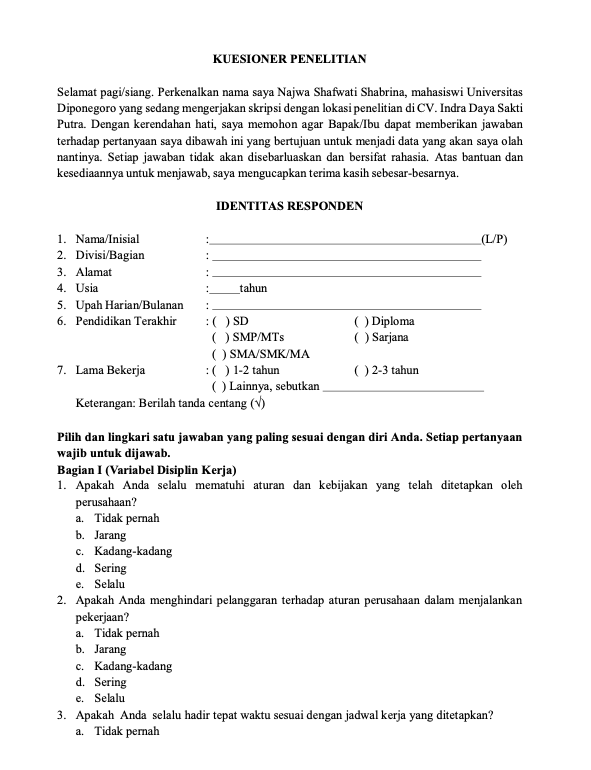 KUESIONER PENELITIAN
Selamat pagi/siang. Perkenalkan nama saya Najwa Shafwati Shabrina, mahasiswi Universitas
Diponegoro yang sedang mengerjakan skripsi dengan lokasi penelitian di CV. Indra Daya Sakti
Putra. Dengan kerendahan hati, saya memohon agar Bapak/Ibu dapat memberikan jawaban
terhadap pertanyaan saya dibawah ini yang bertujuan untuk menjadi data yang akan saya olah
nantinya. Setiap jawaban tidak akan disebarluaskan dan bersifat rahasia. Atas bantuan dan
kesediaannya untuk menjawab, saya mengucapkan terima kasih sebesar-besarnya.
IDENTITAS RESPONDEN
1. Nama/Inisial :_____________________________________________(L/P)
2. Divisi/Bagian : ____________________________________________
3. Alamat : ____________________________________________
4. Usia :_____tahun
5. Upah Harian/Bulanan : ____________________________________________
6. Pendidikan Terakhir : ( ) SD ( ) Diploma
( ) SMP/MTs ( ) Sarjana
( ) SMA/SMK/MA
7. Lama Bekerja : ( ) 1-2 tahun ( ) 2-3 tahun
( ) Lainnya, sebutkan __________________________
Keterangan: Berilah tanda centang (√)
Pilih dan lingkari satu jawaban yang paling sesuai dengan diri Anda. Setiap pertanyaan
wajib untuk dijawab.
Bagian I (Variabel Disiplin Kerja)
1. Apakah Anda selalu mematuhi aturan dan kebijakan yang telah ditetapkan oleh
perusahaan?
a. Tidak pernah
b. Jarang
c. Kadang-kadang
d. Sering
e. Selalu
2. Apakah Anda menghindari pelanggaran terhadap aturan perusahaan dalam menjalankan
pekerjaan?
a. Tidak pernah
b. Jarang
c. Kadang-kadang
d. Sering
e. Selalu
3. Apakah Anda selalu hadir tepat waktu sesuai dengan jadwal kerja yang ditetapkan?
a. Tidak pernah